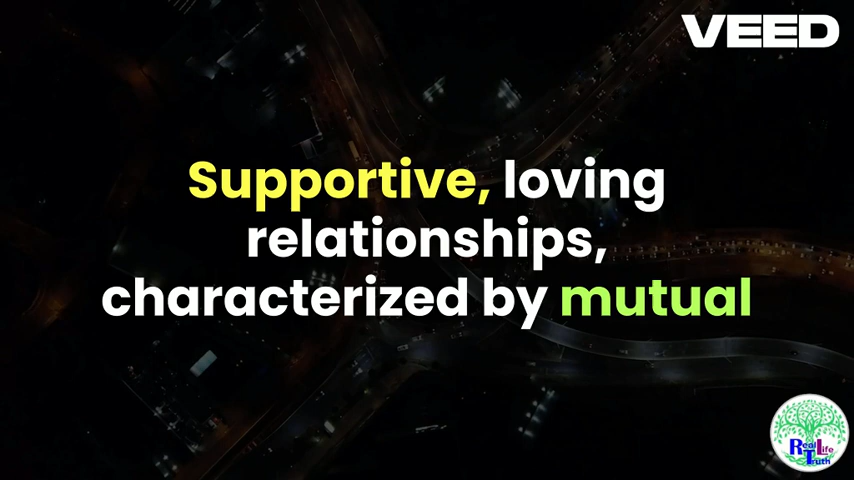 VEED
Supportive, loving
relationships,
characterized by mutual
Real Life
Truth